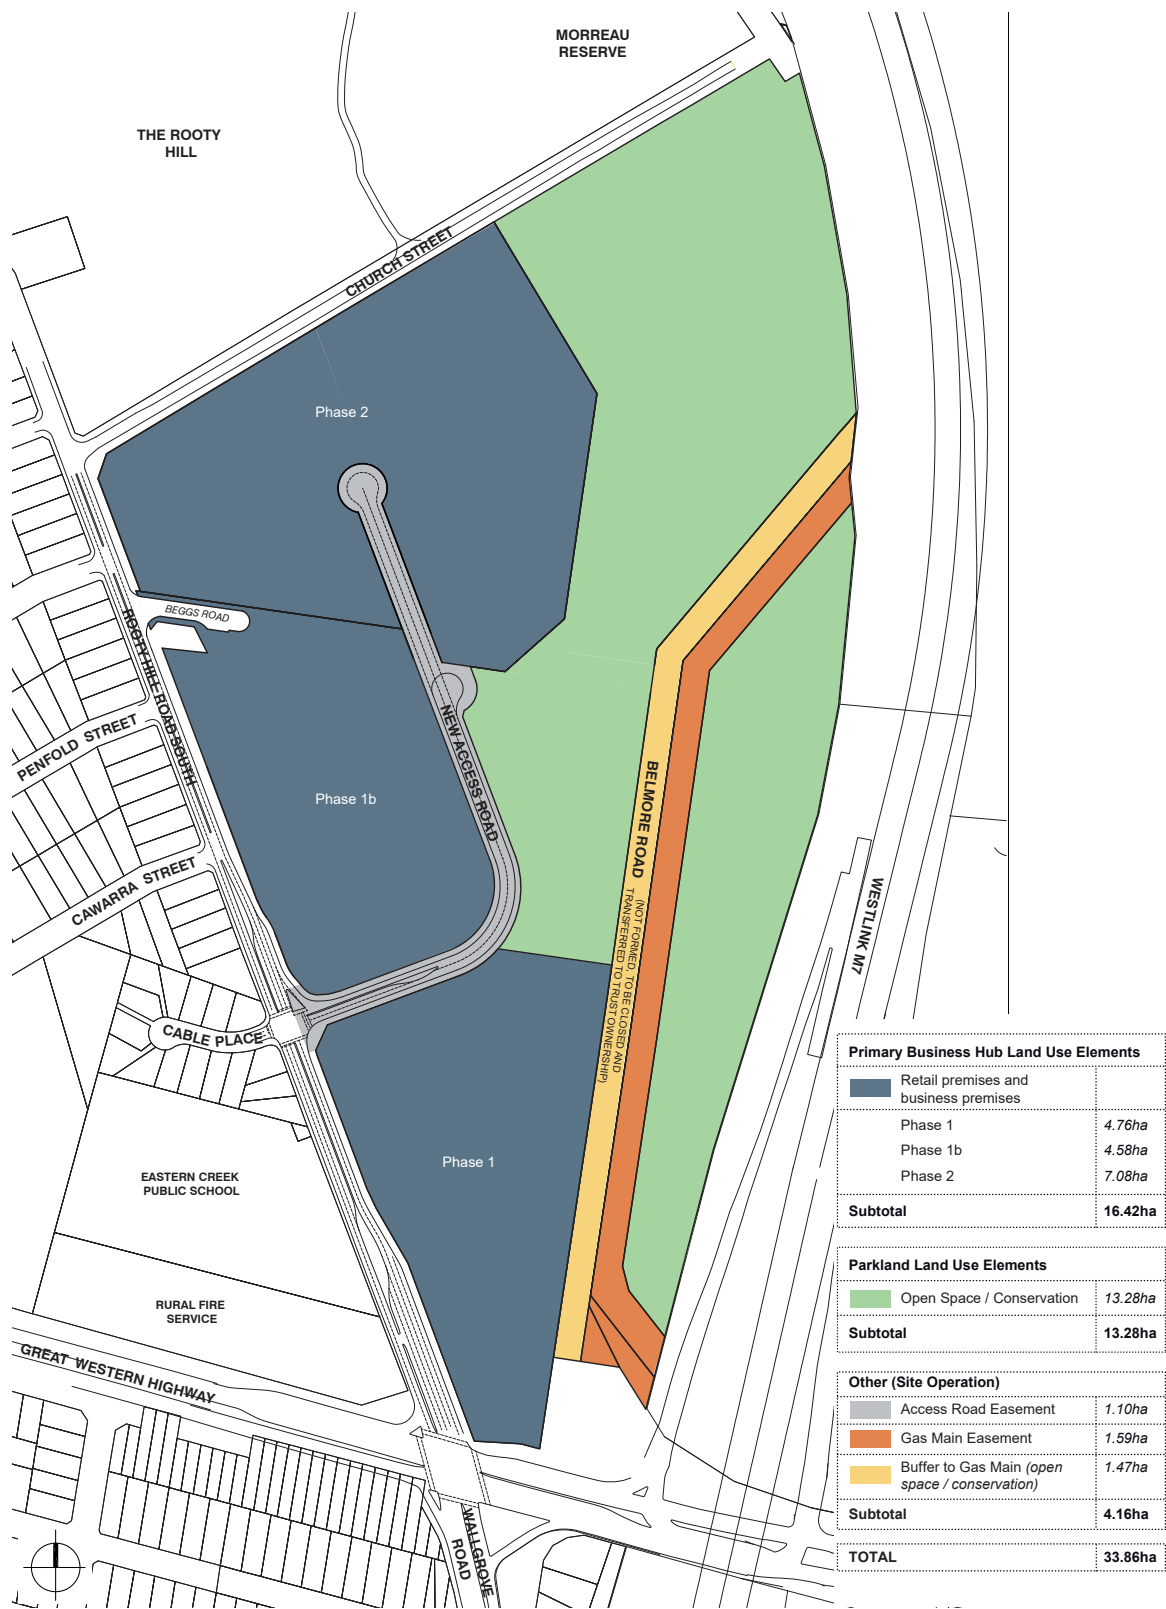 MORREAU
RESERVE
THE ROOTY
HILL
CHURCH STREET
Phase 2
BEGGS ROAD
ROOTY HILL ROAD SOUTH
PENFOLD STREET
NEW ACCESS ROAD
Phase 1b
BELMORE ROAD
(NOT FORMED, TO BE CLOSED AND
TRANSFERRED TO TRUST OWNERSHIP)
CAWARRA STREET
WESTLINK M7
CABLE PLACE
Phase 1
EASTERN CREEK
PUBLIC SCHOOL
RURAL FIRE
SERVICE
GREAT WESTERN HIGHWAY
WALLGROVE
ROAD
Primary Business Hub Land Use Elements
Retail premises and
business premises
Phase 1 4.76ha
Phase 1b 4.58ha
Phase 2 7.08ha
Subtotal 16.42ha
Parkland Land Use Elements
Open Space / Conservation 13.28ha
Subtotal 13.28ha
Other (Site Operation)
Access Road Easement 1.10ha
Gas Main Easement 1.59ha
Buffer to Gas Main (open 1.47ha
space / conservation)
Subtotal 4.16ha
TOTAL 33.86ha